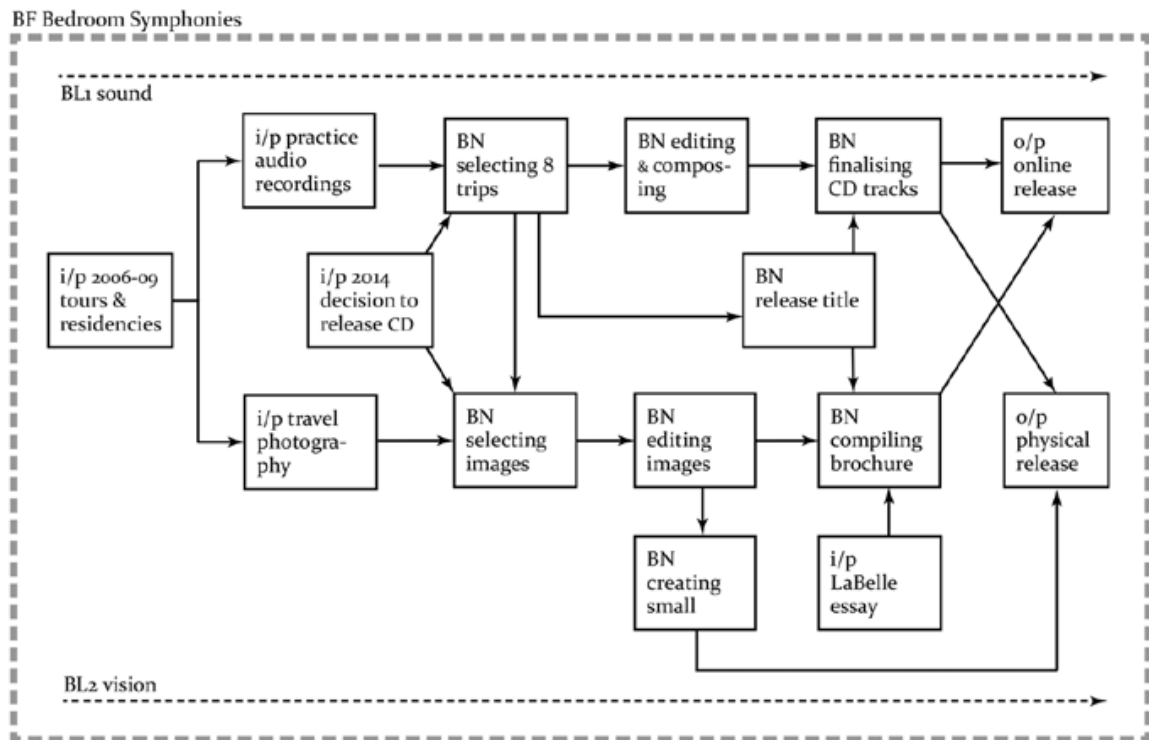 BF Bedroom Symphonies
BL1 sound
i/p practice
audio
recordings
BN
selecting 8
trips
BN editing
& compos-
ing
BN
finalising
CD tracks
o/p
online
release
i/p 2006-09
tours &
residencies
i/p 2014
decision to
release CD
BN
release title
i/p travel
photogra-
phy
BN
selecting
images
BN
editing
images
BN
compiling
brochure
o/p
physical
release
BN
creating
small
i/p
LaBelle
essay
BL2 vision